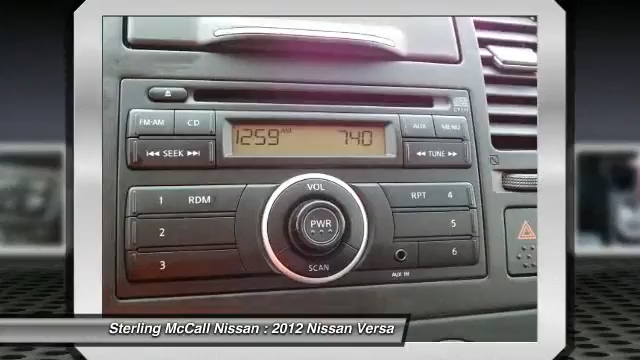 FM·AM CD
1259 AM 740
AUX MENU
|◀◀ SEEK ▶▶|
◀◀ TUNE ▶▶
1 RDM
2
3
VOL
PWR
SCAN
RPT 4
5
6
AUX IN
Sterling McCall Nissan : 2012 Nissan Versa